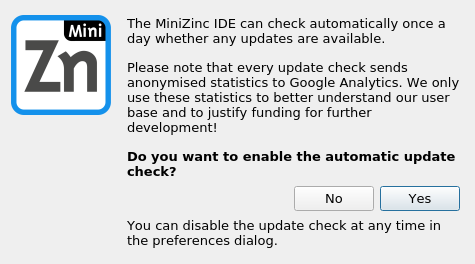 Mini
Zn
The MiniZinc IDE can check automatically once a
day whether any updates are available.
Please note that every update check sends
anonymised statistics to Google Analytics. We only
use these statistics to better understand our user
base and to justify funding for further
development!
Do you want to enable the automatic update
check?
No Yes
You can disable the update check at any time in
the preferences dialog.